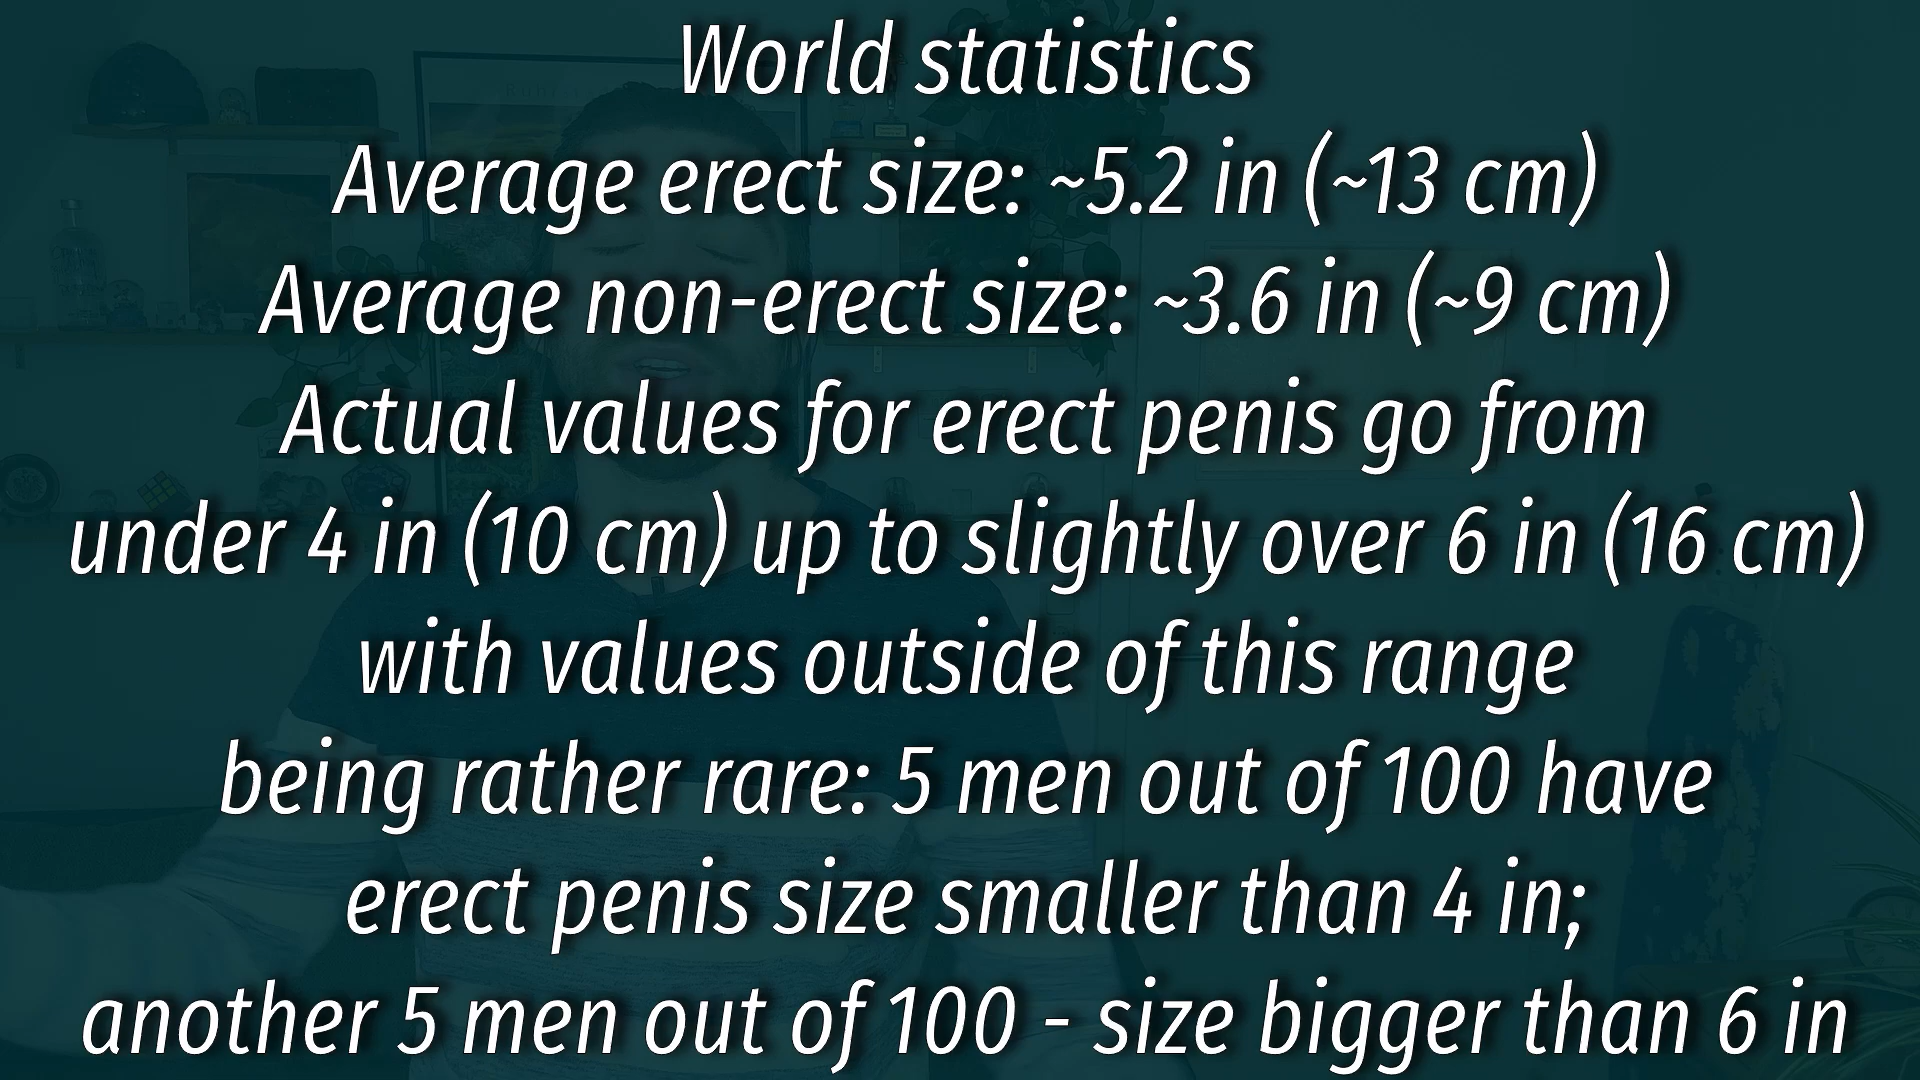 World statistics
Average erect size: ~5.2 in (~13 cm)
Average non-erect size: ~3.6 in (~9 cm)
Actual values for erect penis go from
under 4 in (10 cm) up to slightly over 6 in (16 cm)
with values outside of this range
being rather rare: 5 men out of 100 have
erect penis size smaller than 4 in;
another 5 men out of 100 - size bigger than 6 in